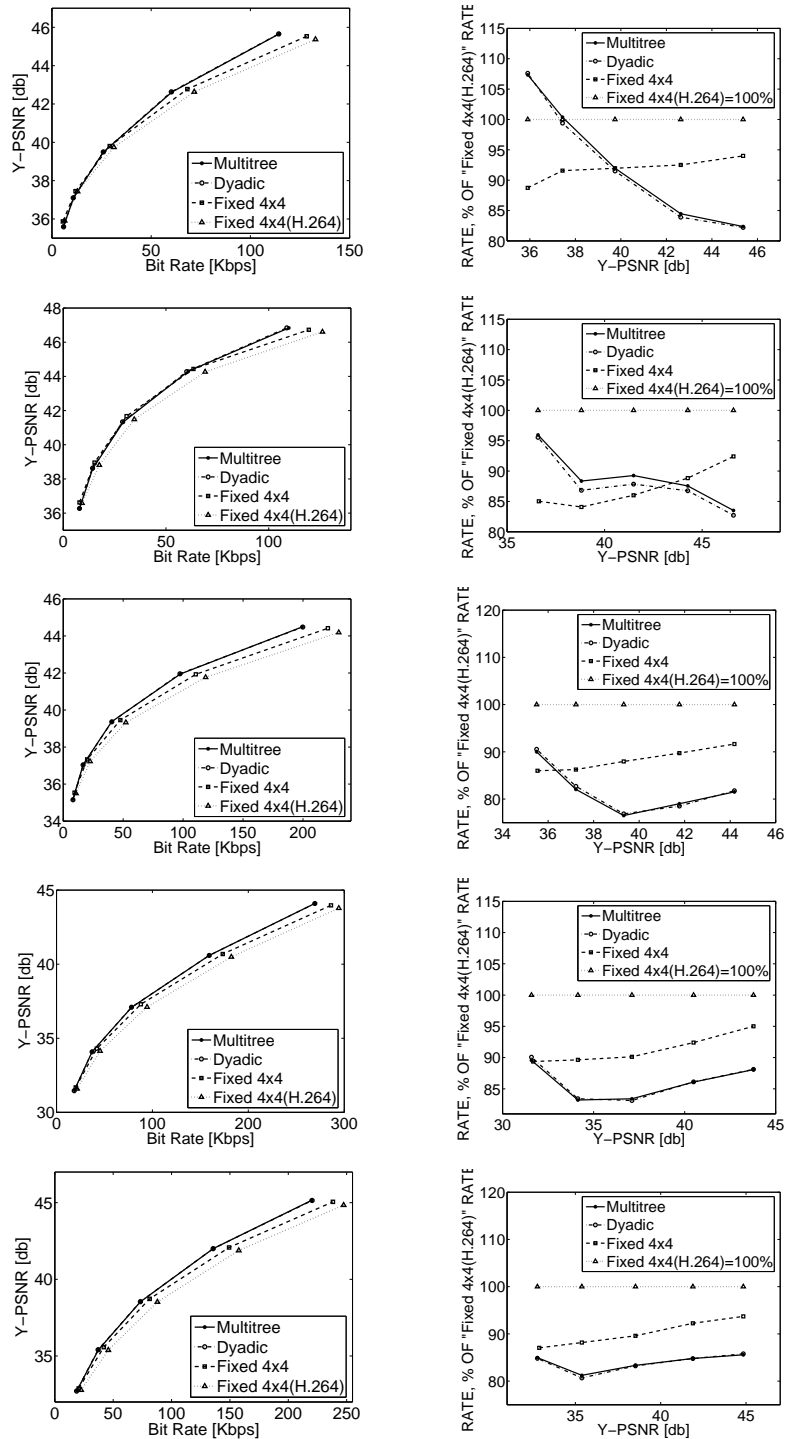 46
44
42
40
38
36
Y−PSNR [db]
0
50
100
150
Bit Rate [Kbps]
Multitree
Dyadic
Fixed 4x4
Fixed 4x4(H.264)
115
110
105
100
95
90
85
80
RATE, % OF "Fixed 4x4(H.264)" RATE
36
38
40
42
44
46
Y−PSNR [db]
Multitree
Dyadic
Fixed 4x4
Fixed 4x4(H.264)=100%
48
46
44
42
40
38
36
Y−PSNR [db]
0
50
100
Bit Rate [Kbps]
Multitree
Dyadic
Fixed 4x4
Fixed 4x4(H.264)
115
110
105
100
95
90
85
80
RATE, % OF "Fixed 4x4(H.264)" RATE
35
40
45
Y−PSNR [db]
Multitree
Dyadic
Fixed 4x4
Fixed 4x4(H.264)=100%
46
44
42
40
38
36
34
Y−PSNR [db]
0
50
100
150
200
Bit Rate [Kbps]
Multitree
Dyadic
Fixed 4x4
Fixed 4x4(H.264)
120
110
100
90
80
RATE, % OF "Fixed 4x4(H.264)" RATE
34
36
38
40
42
44
46
Y−PSNR [db]
Multitree
Dyadic
Fixed 4x4
Fixed 4x4(H.264)=100%
45
40
35
30
Y−PSNR [db]
0
100
200
300
Bit Rate [Kbps]
Multitree
Dyadic
Fixed 4x4
Fixed 4x4(H.264)
115
110
105
100
95
90
85
RATE, % OF "Fixed 4x4(H.264)" RATE
30
35
40
45
Y−PSNR [db]
Multitree
Dyadic
Fixed 4x4
Fixed 4x4(H.264)=100%
45
40
35
Y−PSNR [db]
0
50
100
150
200
250
Bit Rate [Kbps]
Multitree
Dyadic
Fixed 4x4
Fixed 4x4(H.264)
120
110
100
90
80
RATE, % OF "Fixed 4x4(H.264)" RATE
35
40
45
Y−PSNR [db]
Multitree
Dyadic
Fixed 4x4
Fixed 4x4(H.264)=100%